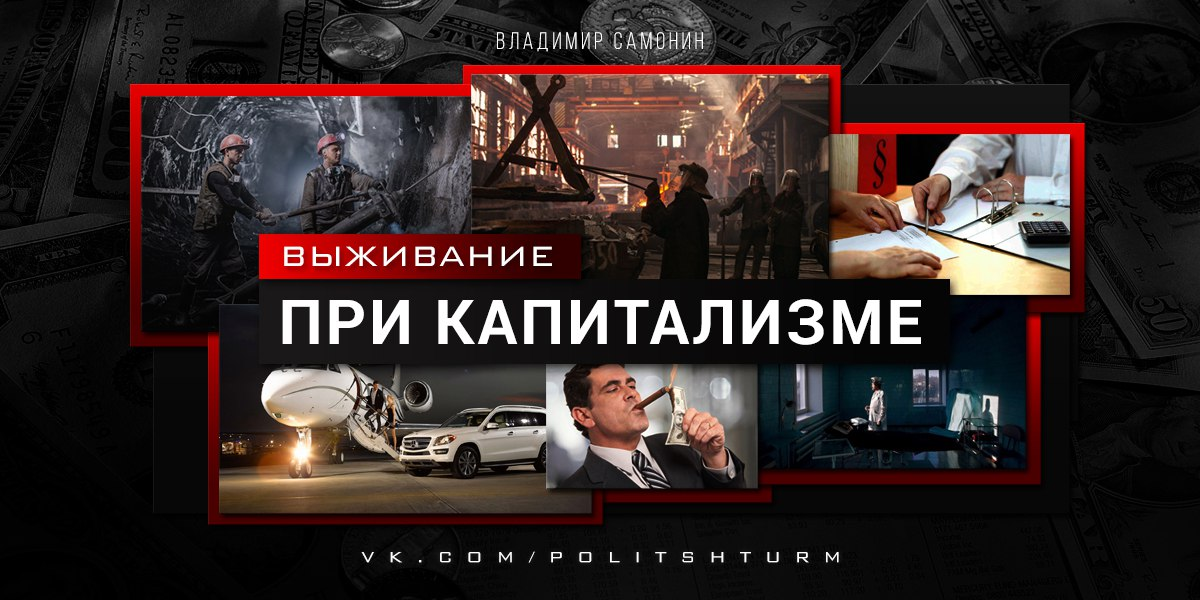 ВЛАДИМИР САМОНИН
§
ВЫЖИВАНИЕ
ПРИ КАПИТАЛИЗМЕ
VK.COM/POLITSHTURM